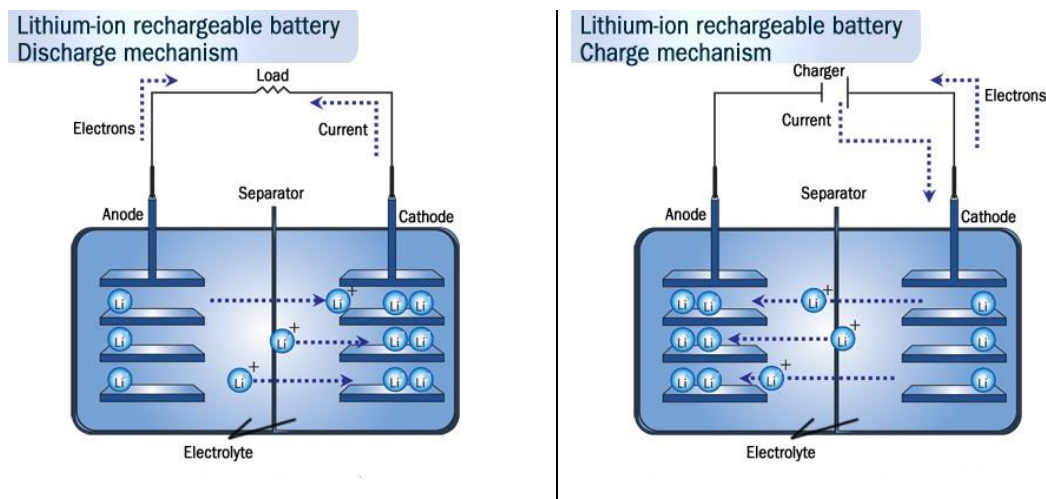 Lithium-ion rechargeable battery
Discharge mechanism
Load
Electrons
Current
Separator
Anode
Cathode
Li
Li
+
Li
Li
Li
Li
+
Li
Li
Li
Li
+
Li
Li
Electrolyte
Lithium-ion rechargeable battery
Charge mechanism
Charger
Electrons
Current
Separator
Anode
Cathode
Li
Li
Li
+
Li
Li
Li
Li
+
Li
Li
Li
Li
+
Li
Electrolyte